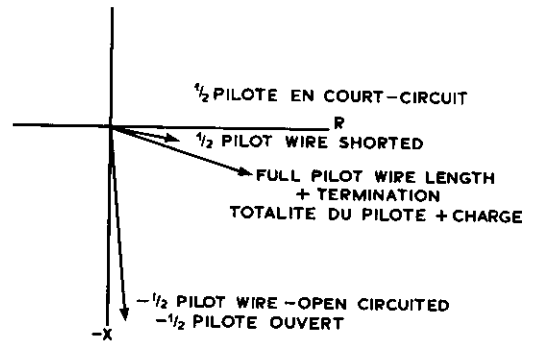 ½ PILOTE EN COURT-CIRCUIT
R
½ PILOT WIRE SHORTED
FULL PILOT WIRE LENGTH
+ TERMINATION
TOTALITE DU PILOTE + CHARGE
-½ PILOT WIRE -OPEN CIRCUITED
-½ PILOTE OUVERT
-X